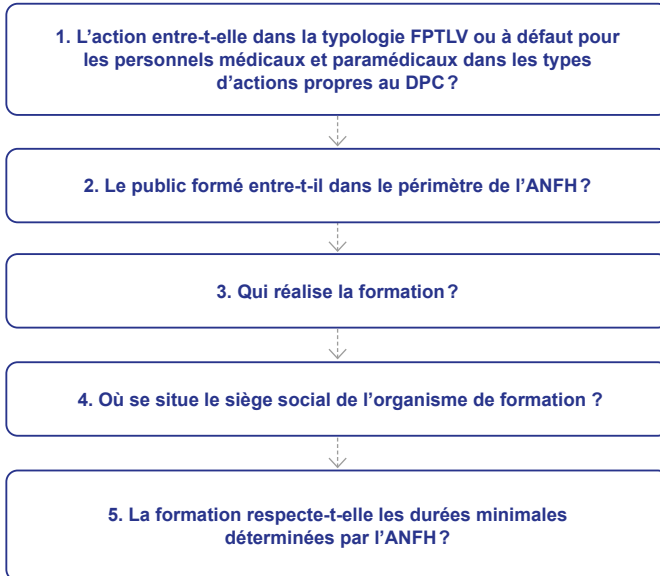 1. L’action entre-t-elle dans la typologie FPTLV ou à défaut pour
les personnels médicaux et paramédicaux dans les types
d’actions propres au DPC ?
2. Le public formé entre-t-il dans le périmètre de l’ANFH ?
3. Qui réalise la formation ?
4. Où se situe le siège social de l’organisme de formation ?
5. La formation respecte-t-elle les durées minimales
déterminées par l’ANFH ?